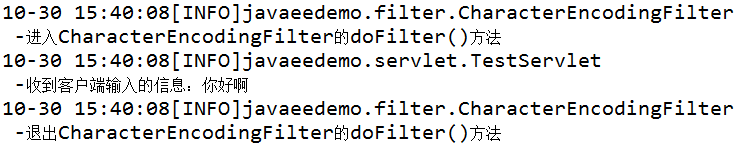 10-30 15:40:08[INFO]javaeedemo.filter.CharacterEncodingFilter
-进入CharacterEncodingFilter的doFilter()方法
10-30 15:40:08[INFO]javaeedemo.servlet.TestServlet
-收到客户端输入的信息：你好啊
10-30 15:40:08[INFO]javaeedemo.filter.CharacterEncodingFilter
-退出CharacterEncodingFilter的doFilter()方法